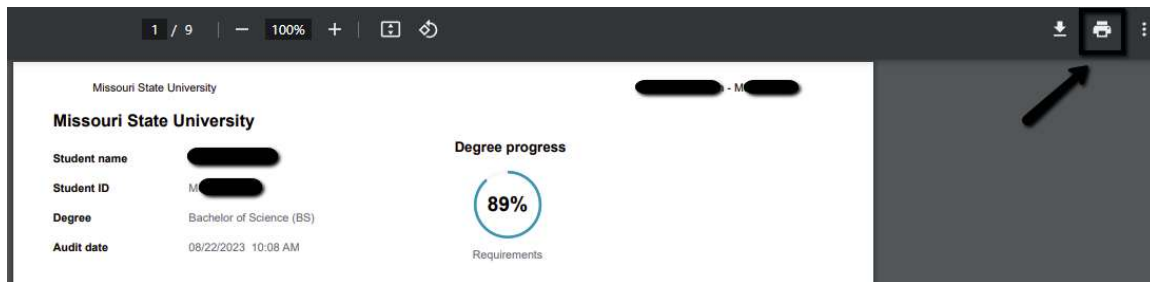 1 / 9 | — 100% + |
Missouri State University - M
Missouri State University
Student name
Student ID M
Degree Bachelor of Science (BS)
Audit date 08/22/2023 10:08 AM
Degree progress
89%
Requirements